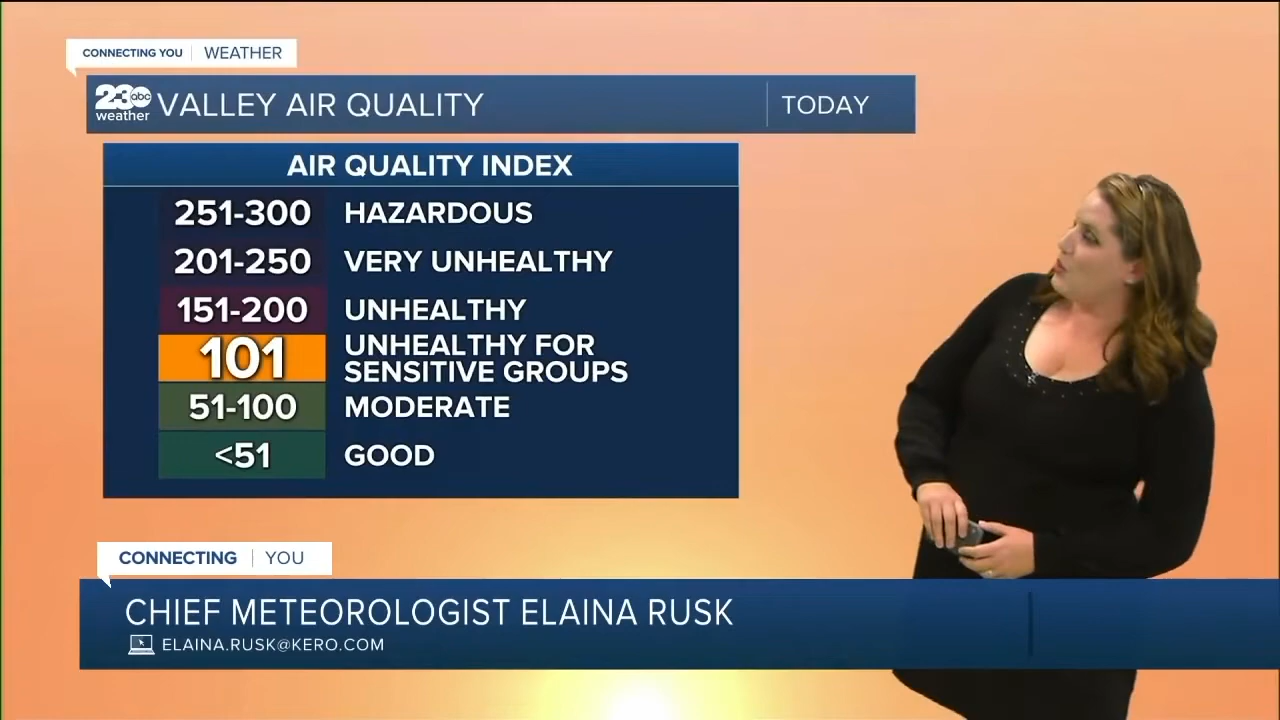 CONNECTING YOU | WEATHER
23 abc
weather
VALLEY AIR QUALITY
TODAY
AIR QUALITY INDEX
251-300 HAZARDOUS
201-250 VERY UNHEALTHY
151-200 UNHEALTHY
101 UNHEALTHY FOR
SENSITIVE GROUPS
51-100 MODERATE
<51 GOOD
CONNECTING | YOU
CHIEF METEOROLOGIST ELAINA RUSK
ELAINA.RUSK@KERO.COM